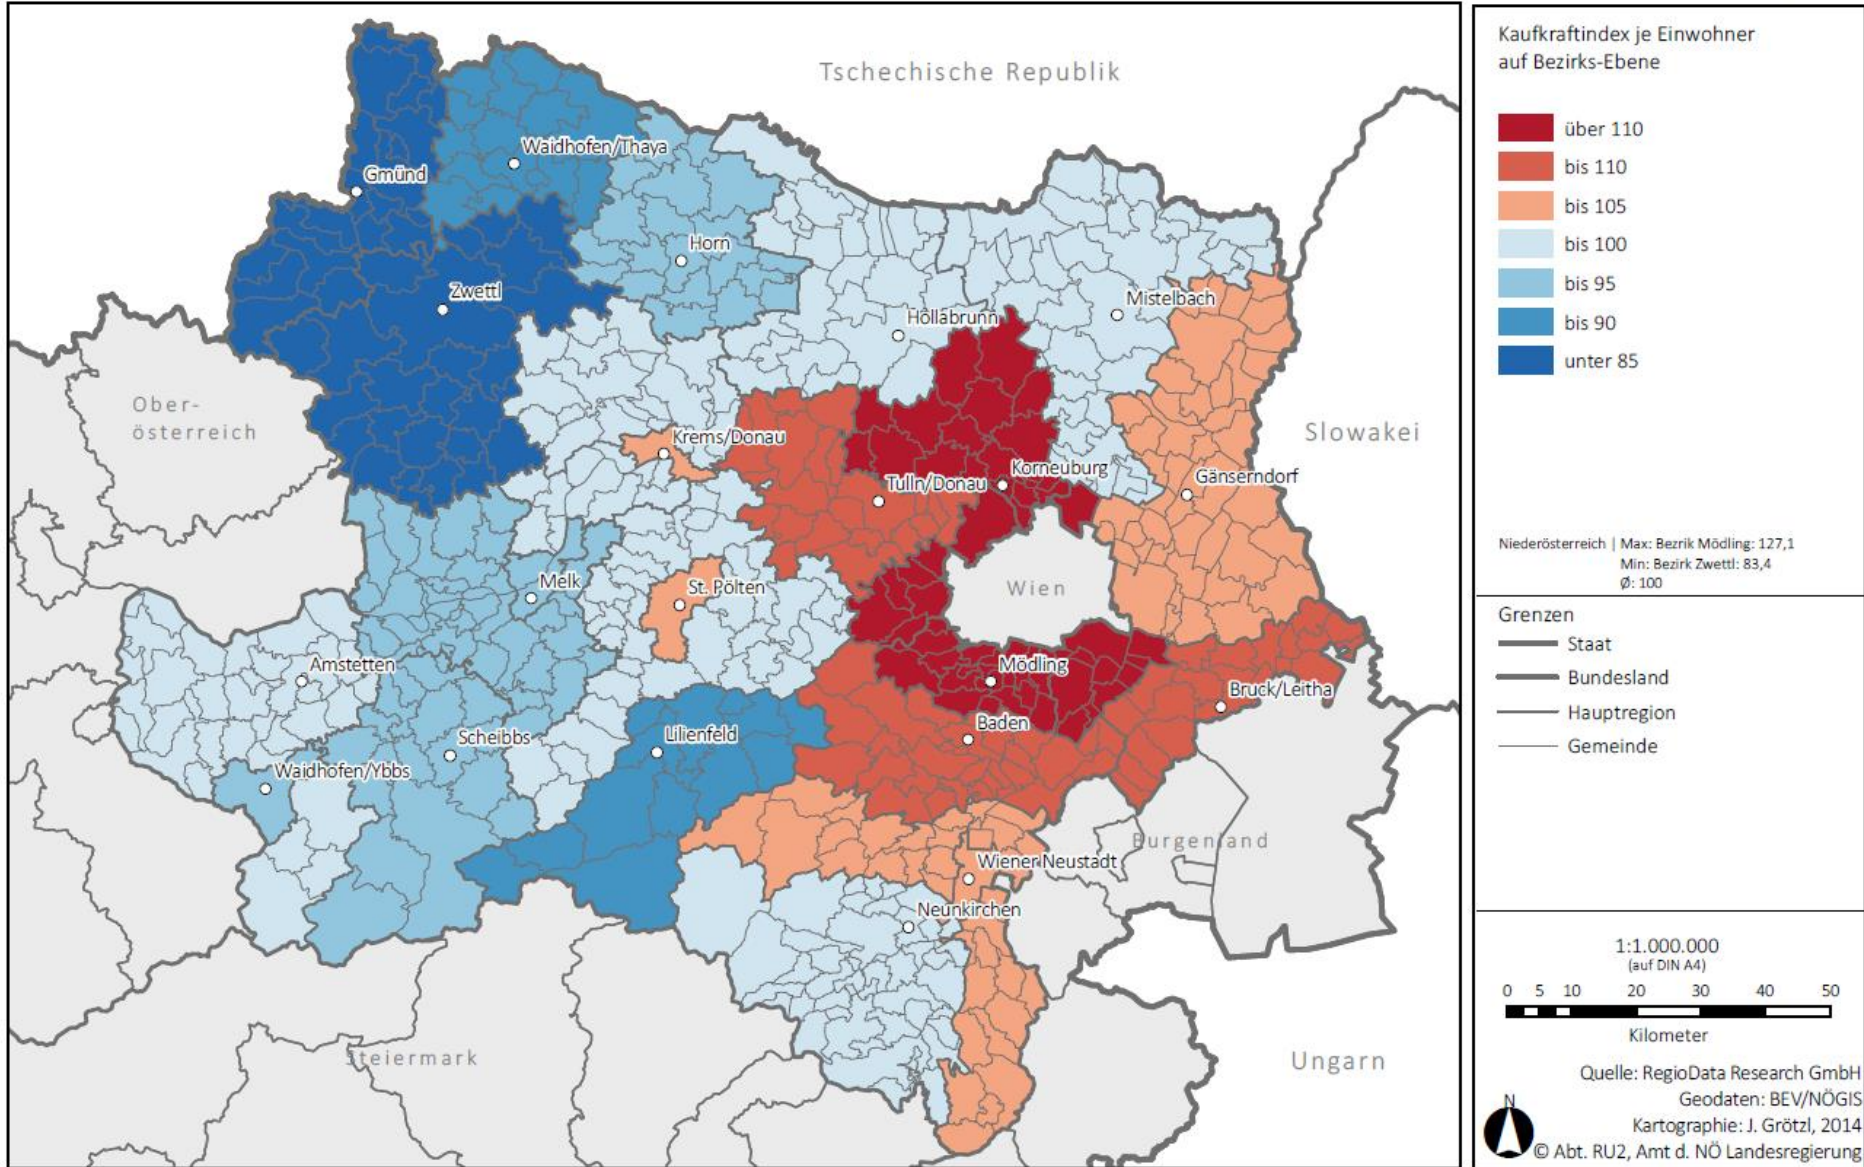 Tschechische Republik
Waidhofen/Thaya
Gmünd
Horn
Zwettl
Mistelbach
Hollabrunn
Ober-
österreich
Slowakei
Krems/Donau
Korneuburg
Tulln/Donau
Gänserndorf
Melk
St. Pölten
Wien
Amstetten
Mödling
Bruck/Leitha
Baden
Scheibbs
Lilienfeld
Waidhofen/Ybbs
Burgenland
Wiener Neustadt
Neunkirchen
Steiermark
Ungarn
Kaufkraftindex je Einwohner
auf Bezirks-Ebene
über 110
bis 110
bis 105
bis 100
bis 95
bis 90
unter 85
Niederösterreich | Max: Bezrik Mödling: 127,1
Min: Bezirk Zwettl: 83,4
Ø: 100
Grenzen
Staat
Bundesland
Hauptregion
Gemeinde
1:1.000.000
(auf DIN A4)
0 5 10 20 30 40 50
Kilometer
Quelle: RegioData Research GmbH
Geodaten: BEV/NÖGIS
N
Kartographie: J. Grötzl, 2014
© Abt. RU2, Amt d. NÖ Landesregierung